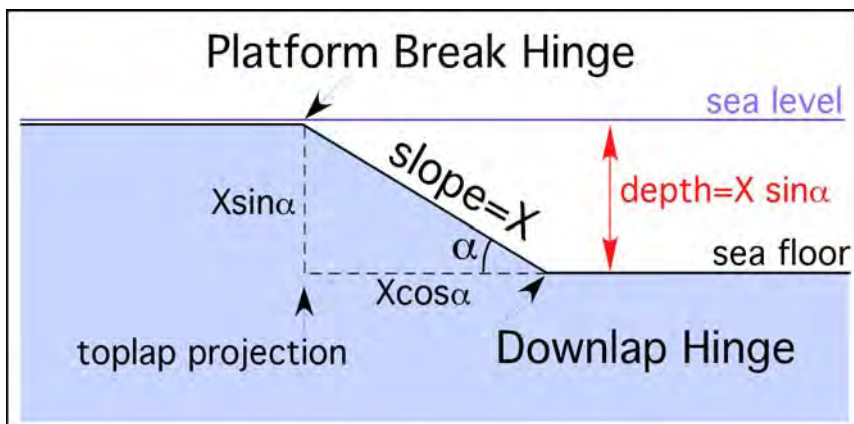 Platform Break Hinge
sea level
slope=X
Xsinα
depth=X sinα
α
sea floor
Xcosα
toplap projection
Downlap Hinge